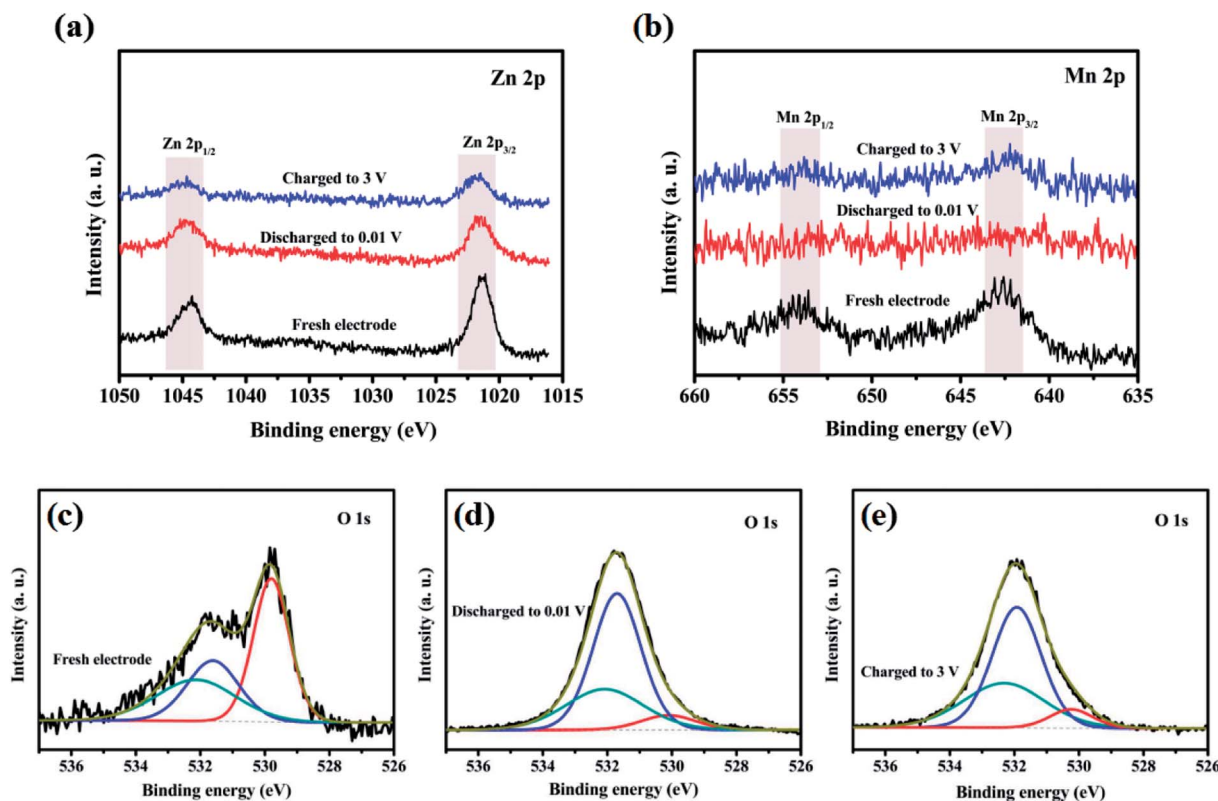 (a)
Zn 2p
Zn 2p1/2
Zn 2p3/2
Charged to 3 V
Discharged to 0.01 V
Fresh electrode
Intensity (a. u.)
1050 1045 1040 1035 1030 1025 1020 1015
Binding energy (eV)
(b)
Mn 2p
Mn 2p1/2
Mn 2p3/2
Charged to 3 V
Discharged to 0.01 V
Fresh electrode
Intensity (a. u.)
660 655 650 645 640 635
Binding energy (eV)
(c)
O 1s
Fresh electrode
Intensity (a. u.)
536 534 532 530 528 526
Binding energy (eV)
(d)
O 1s
Discharged to 0.01 V
Intensity (a. u.)
536 534 532 530 528 526
Binding energy (eV)
(e)
O 1s
Charged to 3 V
Intensity (a. u.)
536 534 532 530 528 526
Binding energy (eV)